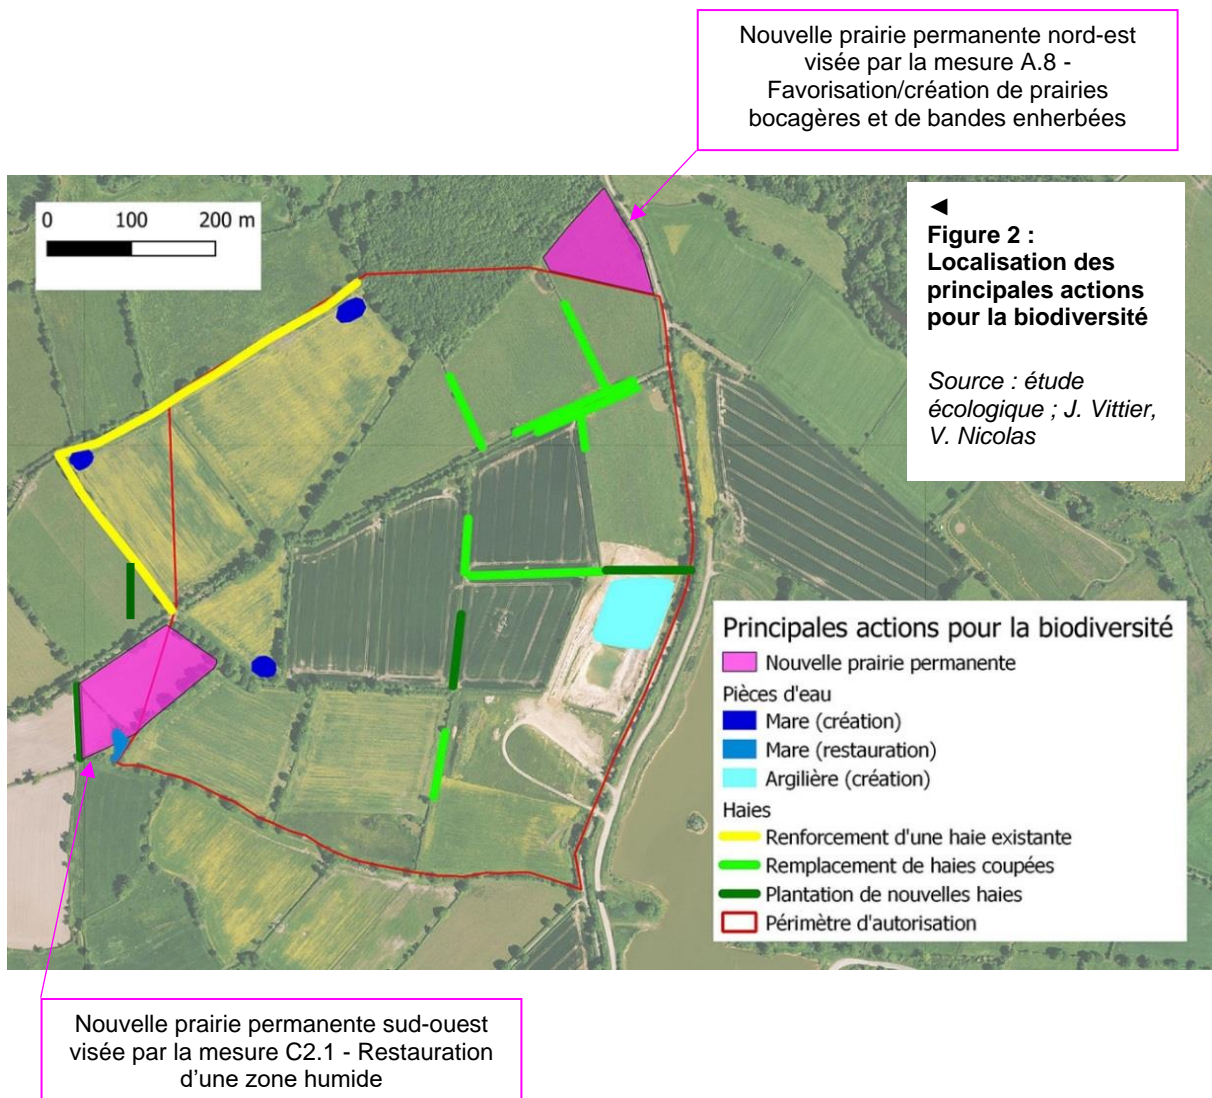 Nouvelle prairie permanente nord-est
visée par la mesure A.8 -
Favorisation/création de prairies
bocagères et de bandes enherbées
0 100 200 m
◄
Figure 2 :
Localisation des
principales actions
pour la biodiversité
Source : étude
écologique ; J. Vittier,
V. Nicolas
Principales actions pour la biodiversité
Nouvelle prairie permanente
Pièces d'eau
Mare (création)
Mare (restauration)
Argilière (création)
Haies
Renforcement d'une haie existante
Remplacement de haies coupées
Plantation de nouvelles haies
Périmètre d'autorisation
Nouvelle prairie permanente sud-ouest
visée par la mesure C2.1 - Restauration
d’une zone humide